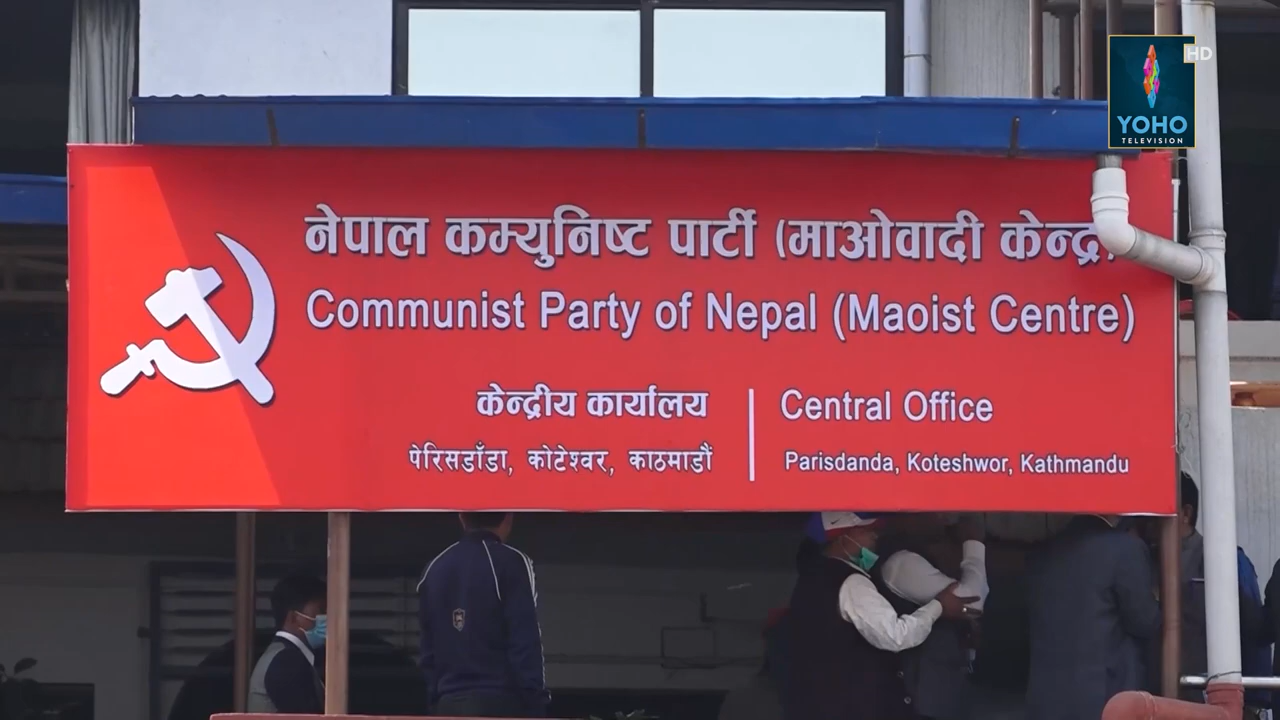 HD
YOHO
TELEVISION
नेपाल कम्युनिष्ट पार्टी (माओवादी केन्द्र)
Communist Party of Nepal (Maoist Centre)
केन्द्रीय कार्यालय
पेरिसडाँडा, कोटेश्वर, काठमाडौं
Central Office
Parisdanda, Koteshwor, Kathmandu